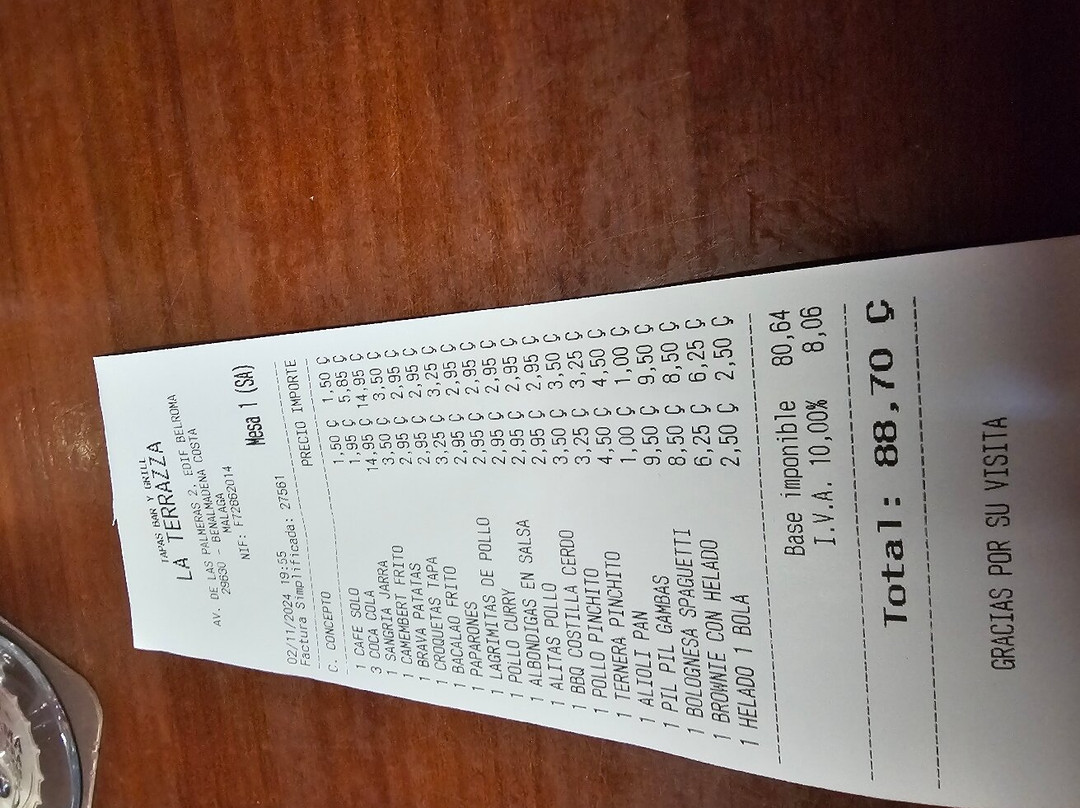 TAPAS BAR Y GRILL
LA TERRAZZA
AV. DE LAS PALMERAS 2, EDIF BELROMA
29630 - BENALMADENA COSTA
MALAGA
NIF: F72862014
Mesa 1 (SA)
02/11/2024 19:55
Factura Simplificada: 27561
C. CONCEPTO PRECIO IMPORTE
1 CAFE SOLO 1,50 Ç 1,50 Ç
3 COCA COLA 1,95 Ç 5,85 Ç
1 SANGRIA JARRA 14,95 Ç 14,95 Ç
1 CAMEMBERT FRITO 3,50 Ç 3,50 Ç
1 BRAVA PATATAS 2,95 Ç 2,95 Ç
1 CROQUETAS TAPA 2,95 Ç 2,95 Ç
1 BACALAO FRITO 3,25 Ç 3,25 Ç
1 PAPARONES 2,95 Ç 2,95 Ç
1 LAGRIMITAS DE POLLO 2,95 Ç 2,95 Ç
1 POLLO CURRY 2,95 Ç 2,95 Ç
1 ALBONDIGAS EN SALSA 2,95 Ç 2,95 Ç
1 ALITAS POLLO 2,95 Ç 2,95 Ç
1 BBQ COSTILLA CERDO 3,50 Ç 3,50 Ç
1 POLLO PINCHITO 3,25 Ç 3,25 Ç
1 TERNERA PINCHITO 4,50 Ç 4,50 Ç
1 ALIOLI PAN 1,00 Ç 1,00 Ç
1 PIL PIL GAMBAS 9,50 Ç 9,50 Ç
1 BOLOGNESA SPAGUETTI 8,50 Ç 8,50 Ç
1 BROWNIE CON HELADO 6,25 Ç 6,25 Ç
1 HELADO 1 BOLA 2,50 Ç 2,50 Ç
Base imponible 80,64
I.V.A. 10,00% 8,06
Total: 88,70 Ç
GRACIAS POR SU VISITA